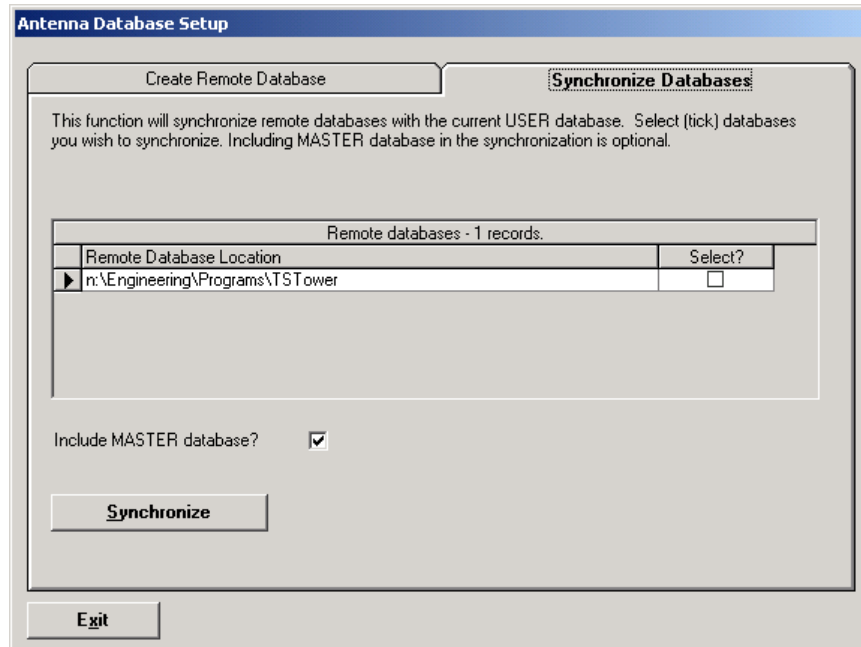 Antenna Database Setup
Create Remote Database
Synchronize Databases
This function will synchronize remote databases with the current USER database.  Select (tick) databases
you wish to synchronize. Including MASTER database in the synchronization is optional.
Remote databases - 1 records.
Remote Database Location
Select?
n:\Engineering\Programs\TSTower
Include MASTER database?
Synchronize
Exit